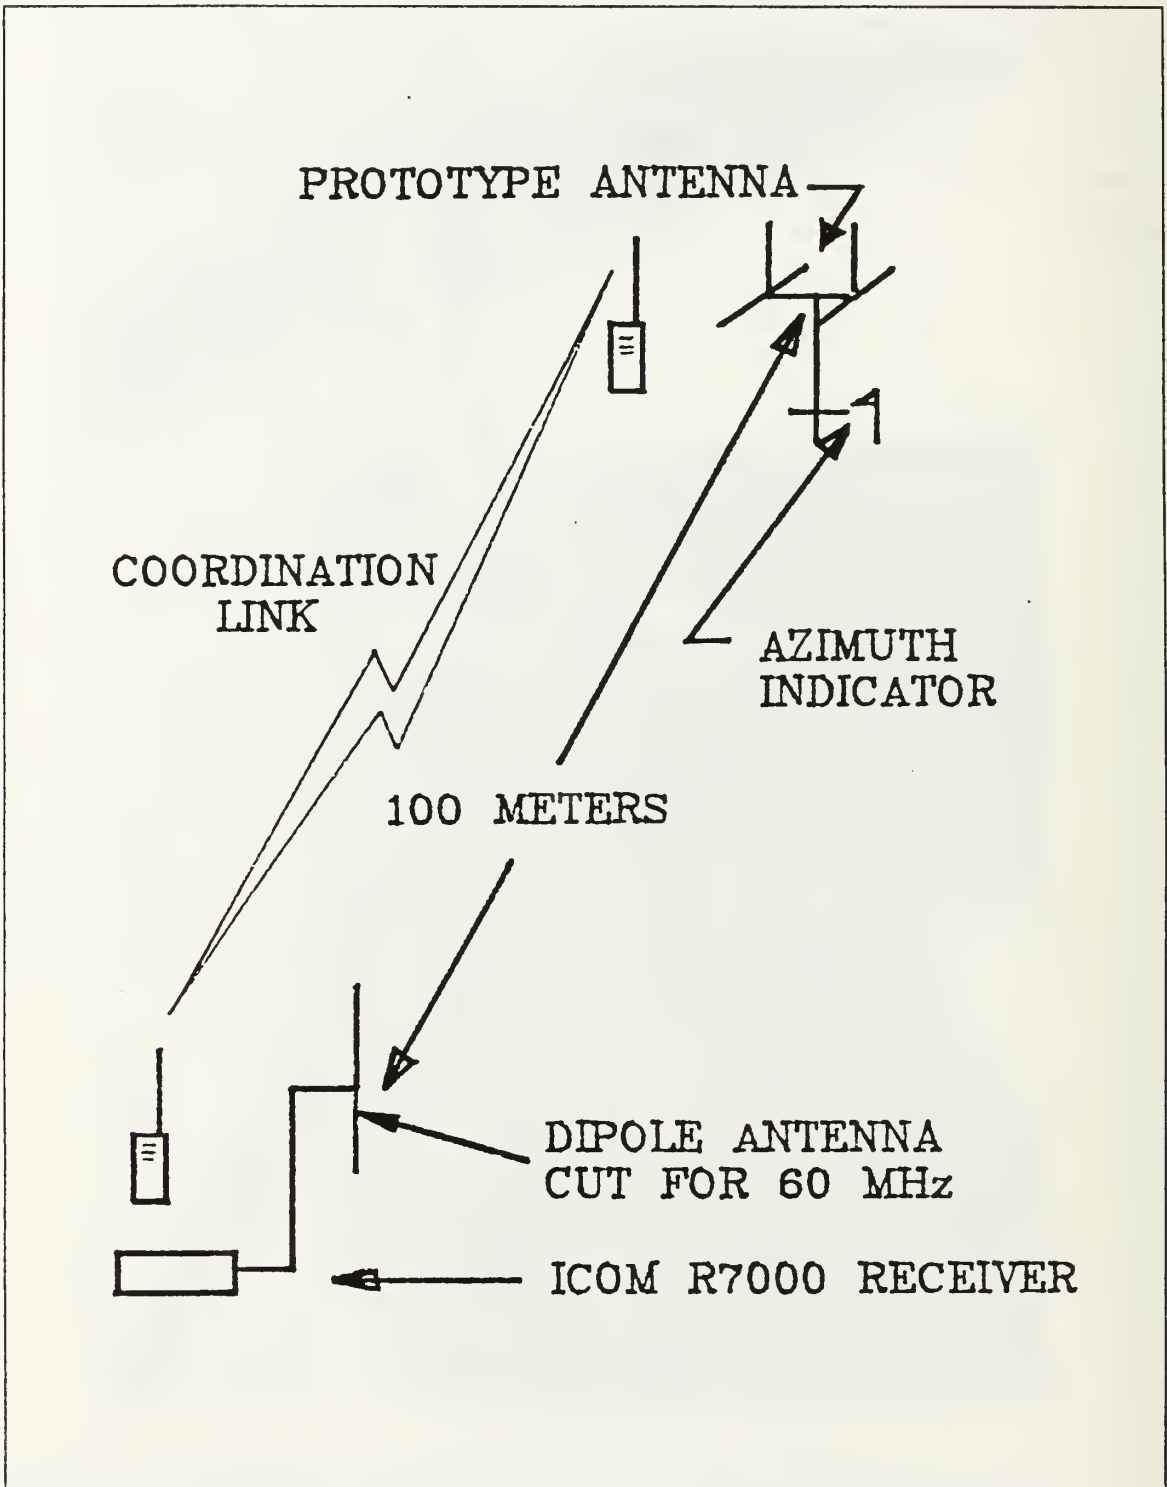 PROTOTYPE ANTENNA
COORDINATION
LINK
AZIMUTH
INDICATOR
100 METERS
DIPOLE ANTENNA
CUT FOR 60 MHz
ICOM R7000 RECEIVER